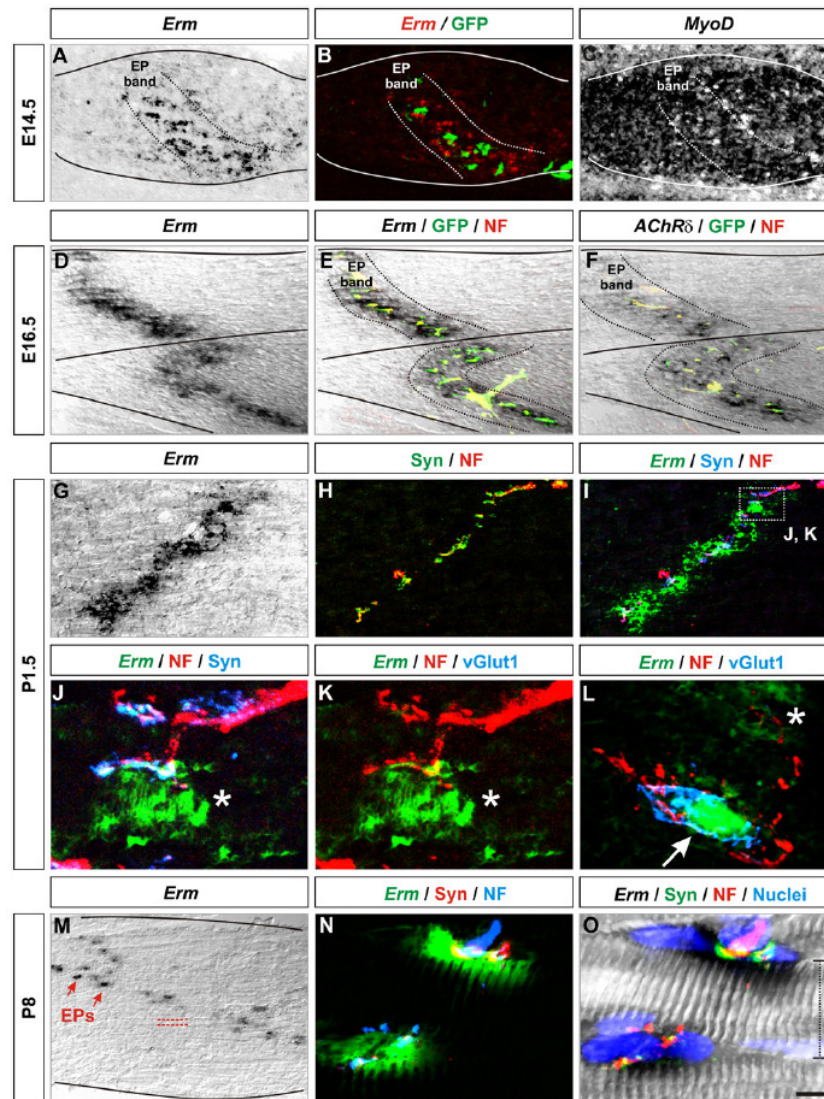 Erm
Erm / GFP
MyoD
E14.5
A
EP
band
B
EP
band
C
EP
band
Erm
Erm / GFP / NF
AChRδ / GFP / NF
E16.5
D
E
EP
band
F
EP
band
Erm
Syn / NF
Erm / Syn / NF
P1.5
G
H
I
J, K
Erm / NF / Syn
Erm / NF / vGlut1
Erm / NF / vGlut1
J
*
K
*
L
*
Erm
Erm / Syn / NF
Erm / Syn / NF / Nuclei
P8
M
EPs
N
O